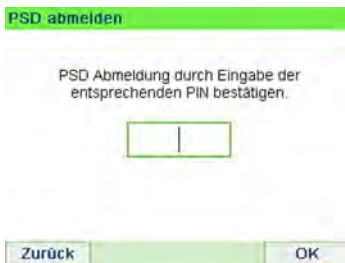 PSD abmelden
PSD Abmeldung durch Eingabe der
entsprechenden PIN bestätigen.
Zurück
OK